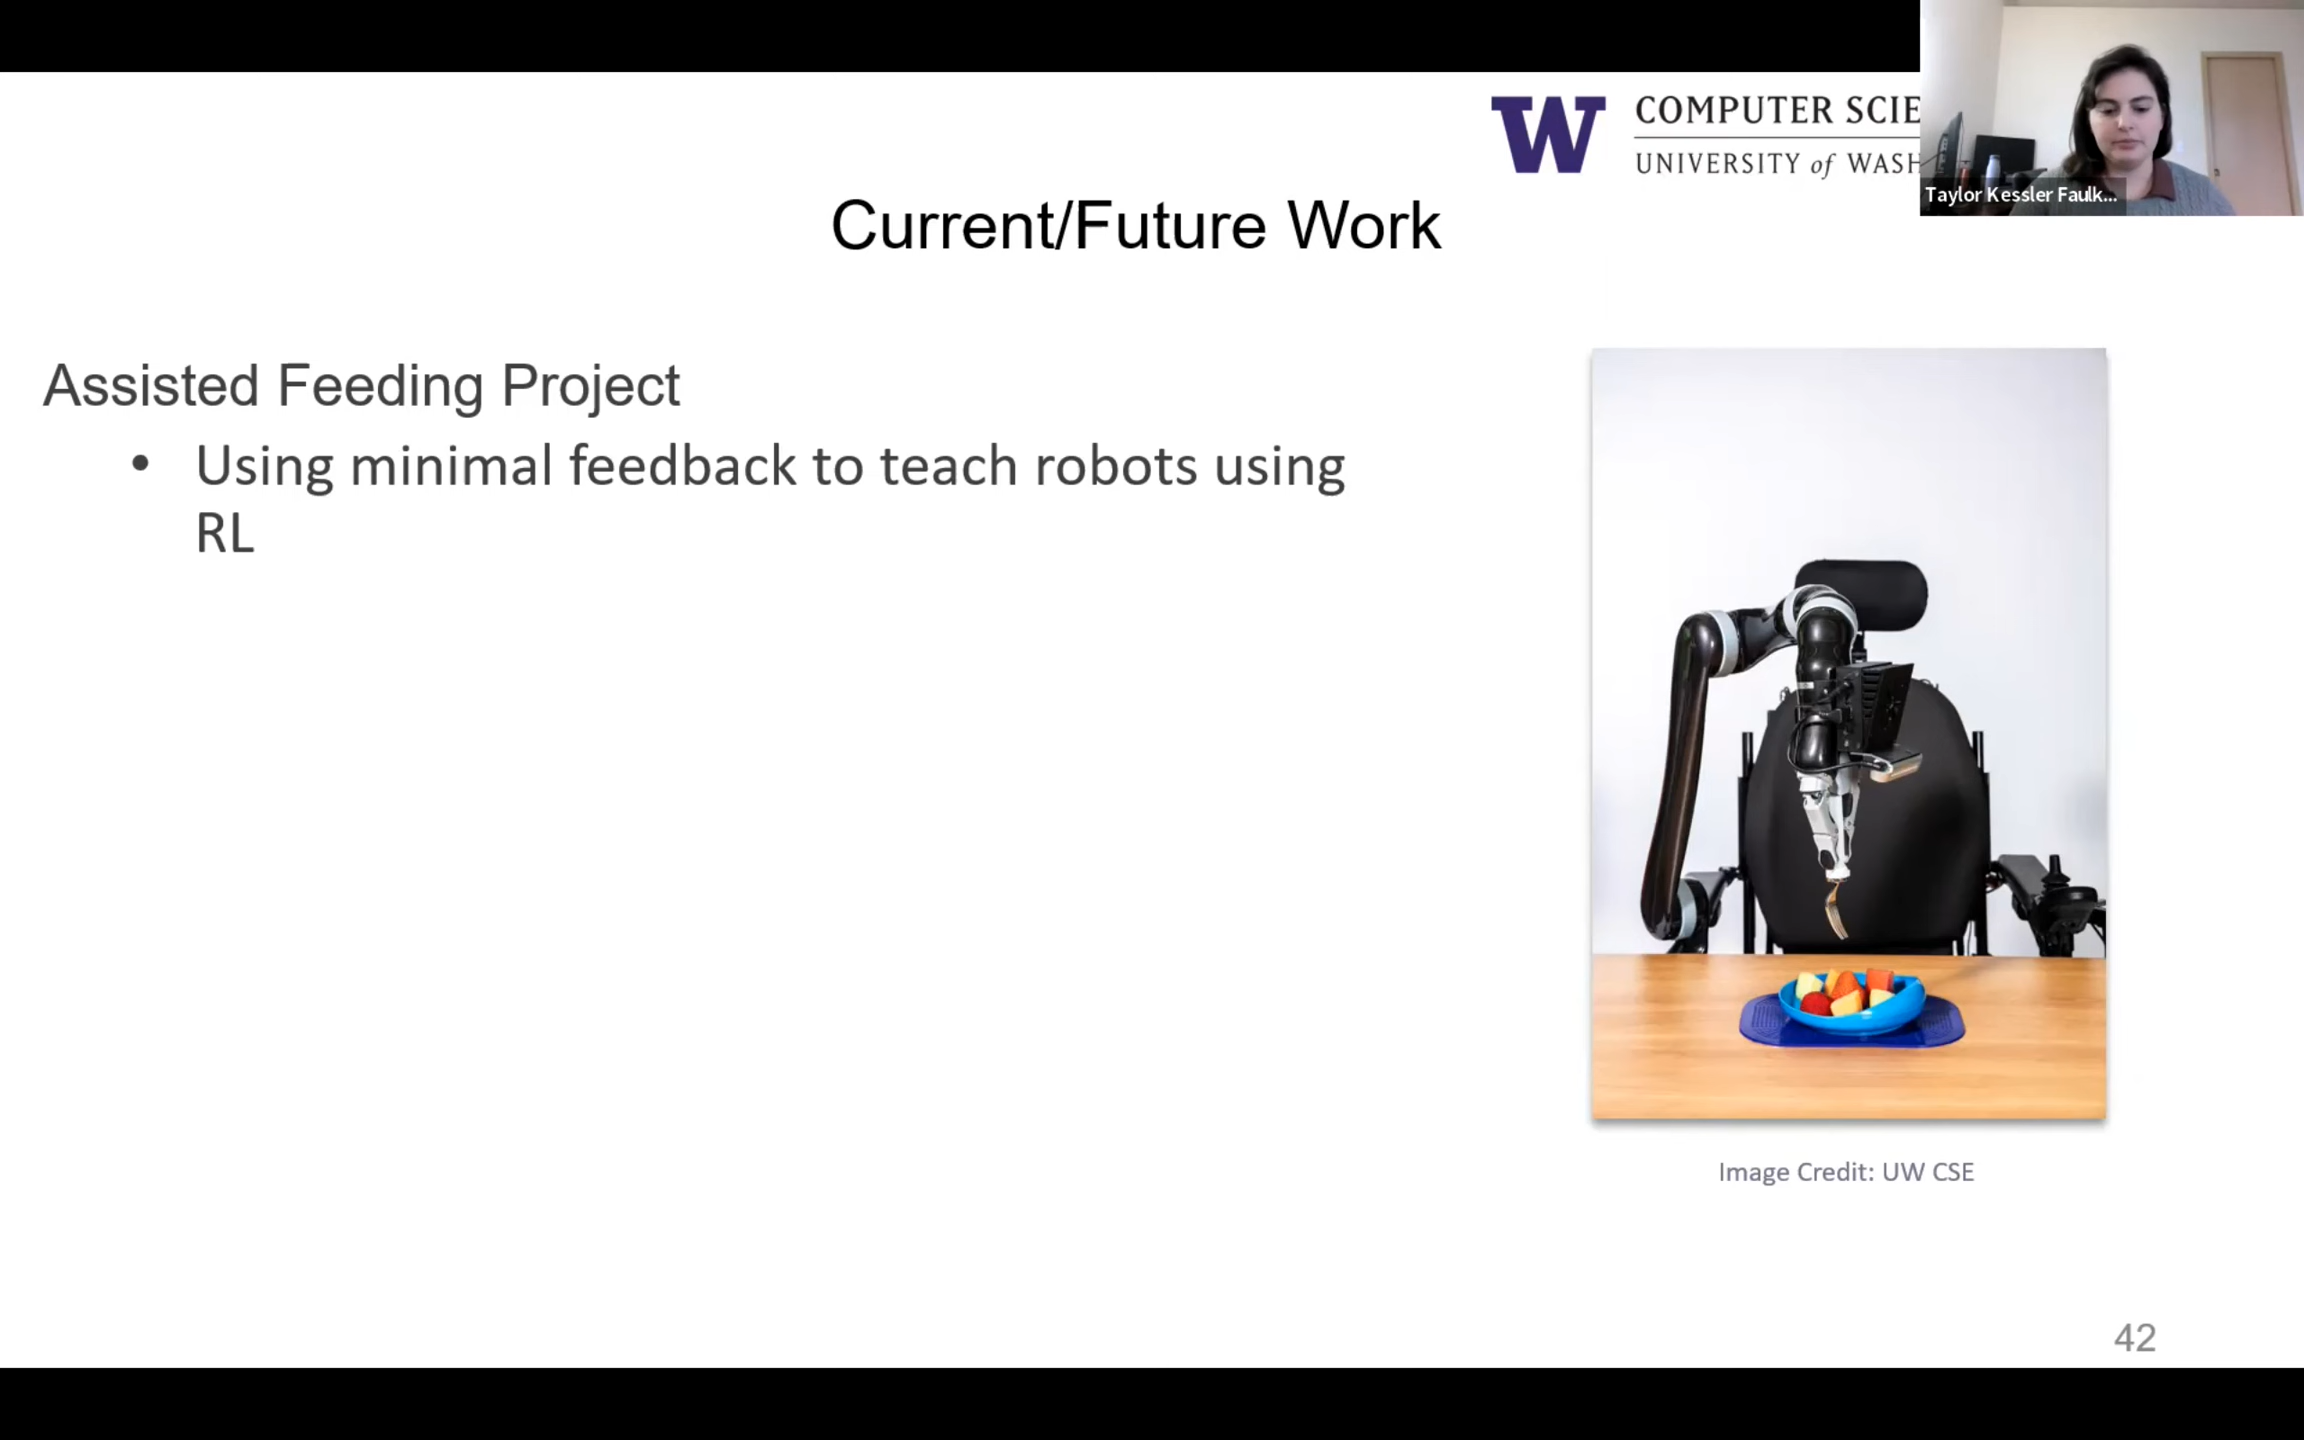 W
COMPUTER SCIE
UNIVERSITY of WASH
Taylor Kessler Faulk...
Current/Future Work
Assisted Feeding Project
• Using minimal feedback to teach robots using
RL
Image Credit: UW CSE
42